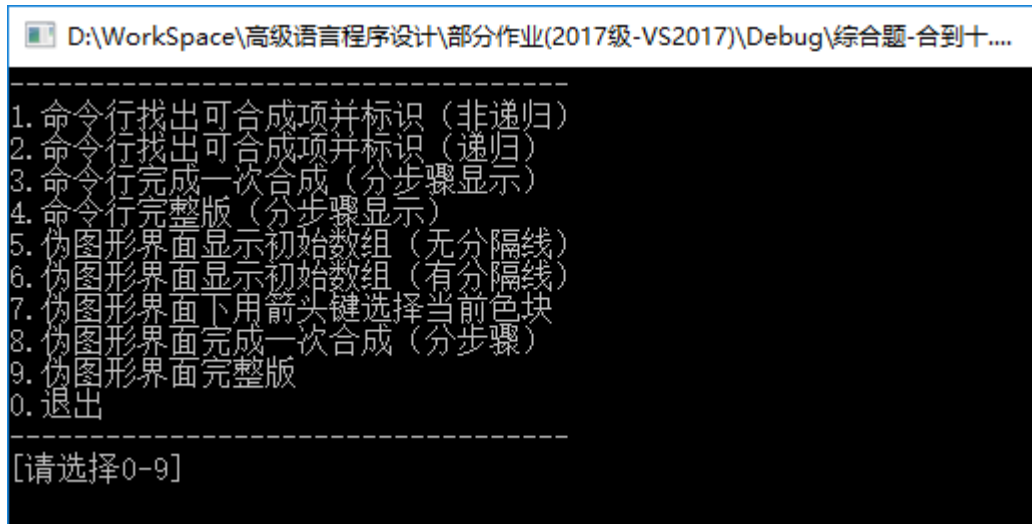 D:\WorkSpace\高级语言程序设计\部分作业(2017级-VS2017)\Debug\综合题-合到十....
-----------------------------------
1.命令行找出可合成项并标识（非递归）
2.命令行找出可合成项并标识（递归）
3.命令行完成一次合成（分步骤显示）
4.命令行完整版（分步骤显示）
5.伪图形界面显示初始数组（无分隔线）
6.伪图形界面显示初始数组（有分隔线）
7.伪图形界面下用箭头键选择当前色块
8.伪图形界面完成一次合成（分步骤）
9.伪图形界面完整版
0.退出
-----------------------------------
[请选择0-9]